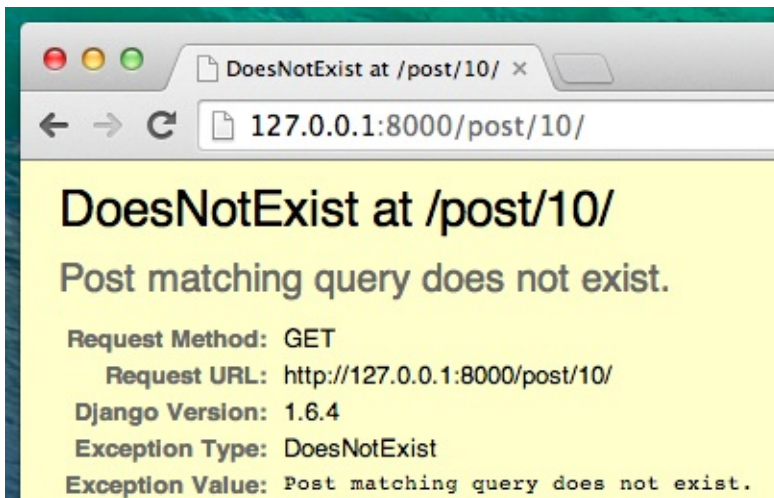 DoesNotExist at /post/10/ ×
127.0.0.1:8000/post/10/
DoesNotExist at /post/10/
Post matching query does not exist.
Request Method: GET
Request URL: http://127.0.0.1:8000/post/10/
Django Version: 1.6.4
Exception Type: DoesNotExist
Exception Value: Post matching query does not exist.